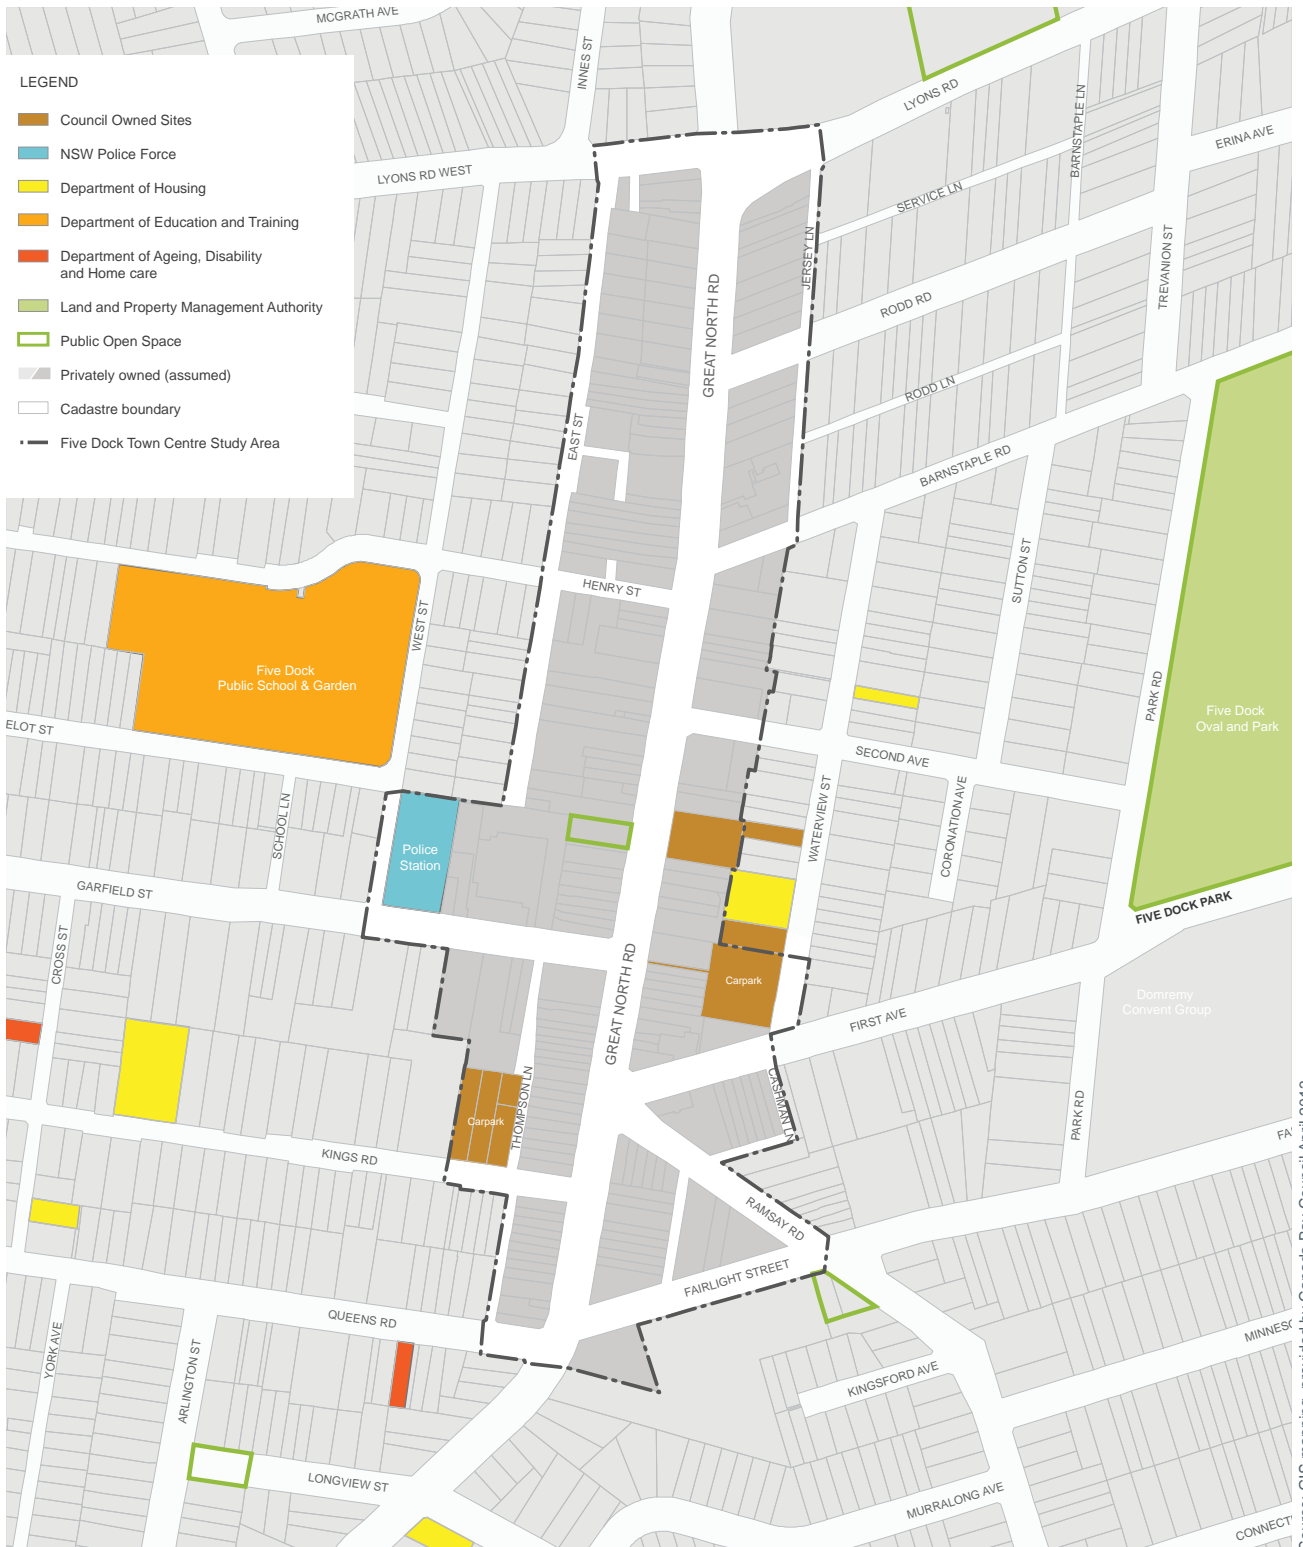 MCGRATH AVE
INNES ST
LEGEND
Council Owned Sites
NSW Police Force
Department of Housing
Department of Education and Training
Department of Ageing, Disability
and Home care
Land and Property Management Authority
Public Open Space
Privately owned (assumed)
Cadastre boundary
Five Dock Town Centre Study Area
LYONS RD
BARNSTAPLE LN
ERINA AVE
LYONS RD WEST
SERVICE LN
JERSEY LN
TREVANION ST
GREAT NORTH RD
RODD RD
RODD LN
EAST ST
BARNSTAPLE RD
SUTTON ST
HENRY ST
WEST ST
Five Dock
Public School & Garden
PARK RD
Five Dock
Oval and Park
ELOT ST
SECOND AVE
SCHOOL LN
WATERVIEW ST
CORONATION AVE
Police
Station
GARFIELD ST
FIVE DOCK PARK
CROSS ST
GREAT NORTH RD
Carpark
Domremy
Convent Group
FIRST AVE
CASHMAN LN
THOMPSON LN
Carpark
PARK RD
FA
KINGS RD
RAMSAY RD
FAIRLIGHT STREET
QUEENS RD
YORK AVE
ARLINGTON ST
MINNESO
KINGSFORD AVE
LONGVIEW ST
MURRALONG AVE
CONNECT